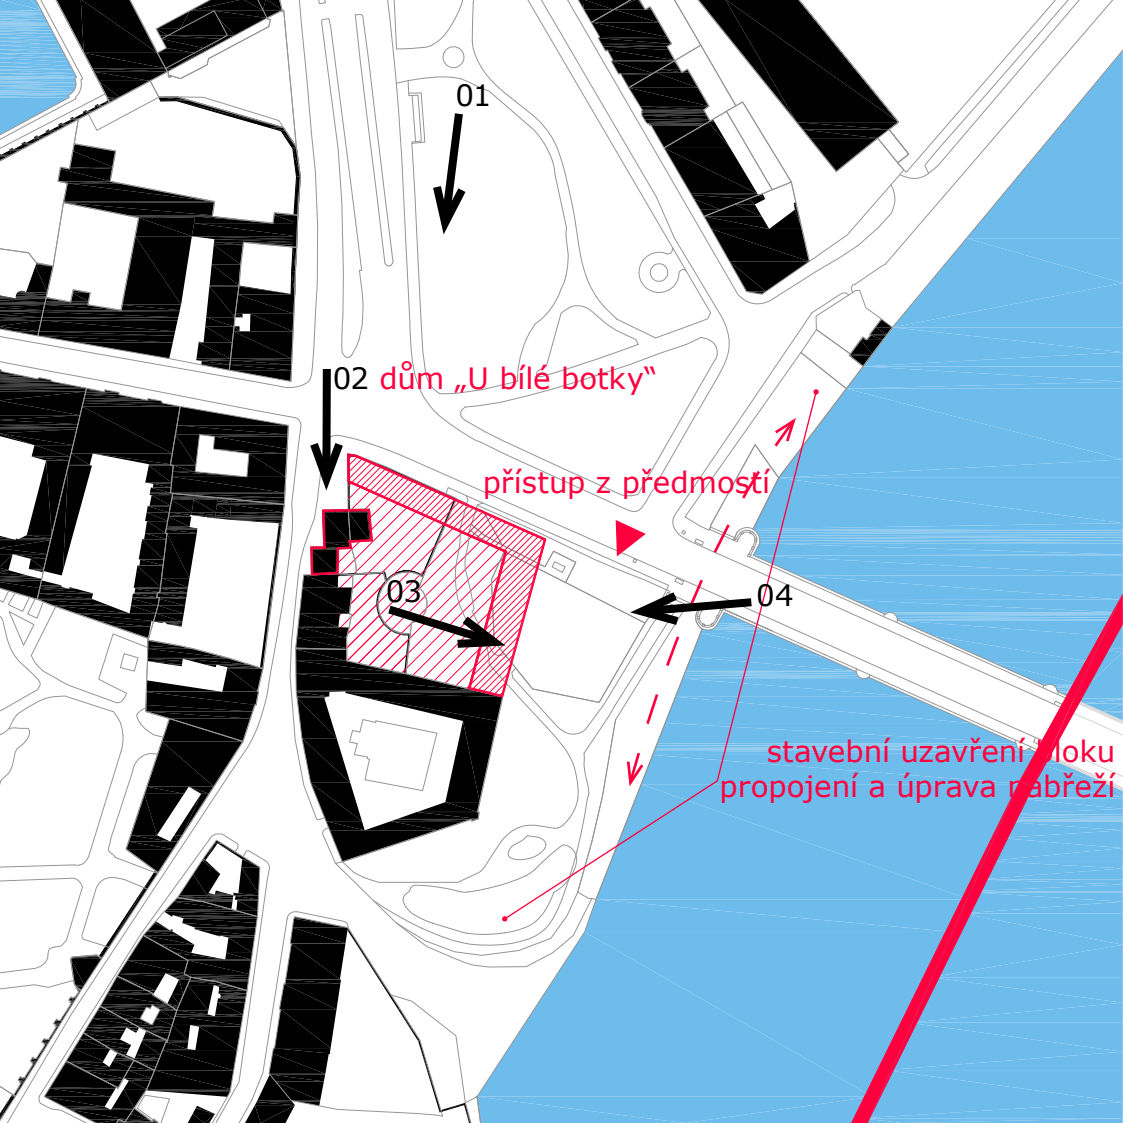 01
02 dům „U bílé botky“
přístup z předmostí
03
04
stavební uzavření bloku
propojení a úprava nábřeží